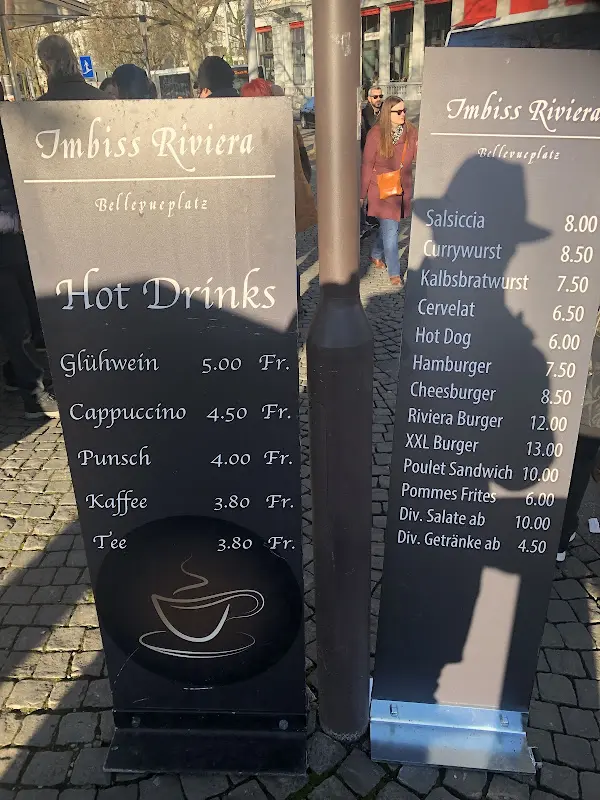 Imbiss Riviera
Bellevueplatz
Hot Drinks
Glühwein 5.00 Fr.
Cappuccino 4.50 Fr.
Punsch 4.00 Fr.
Kaffee 3.80 Fr.
Tee 3.80 Fr.
Imbiss Riviera
Bellevueplatz
Salsiccia 8.00
Currywurst 8.50
Kalbsbratwurst 7.50
Cervelat 6.50
Hot Dog 6.00
Hamburger 7.50
Cheesburger 8.50
Riviera Burger 12.00
XXL Burger 13.00
Poulet Sandwich 10.00
Pommes Frites 6.00
Div. Salate ab 10.00
Div. Getränke ab 4.50